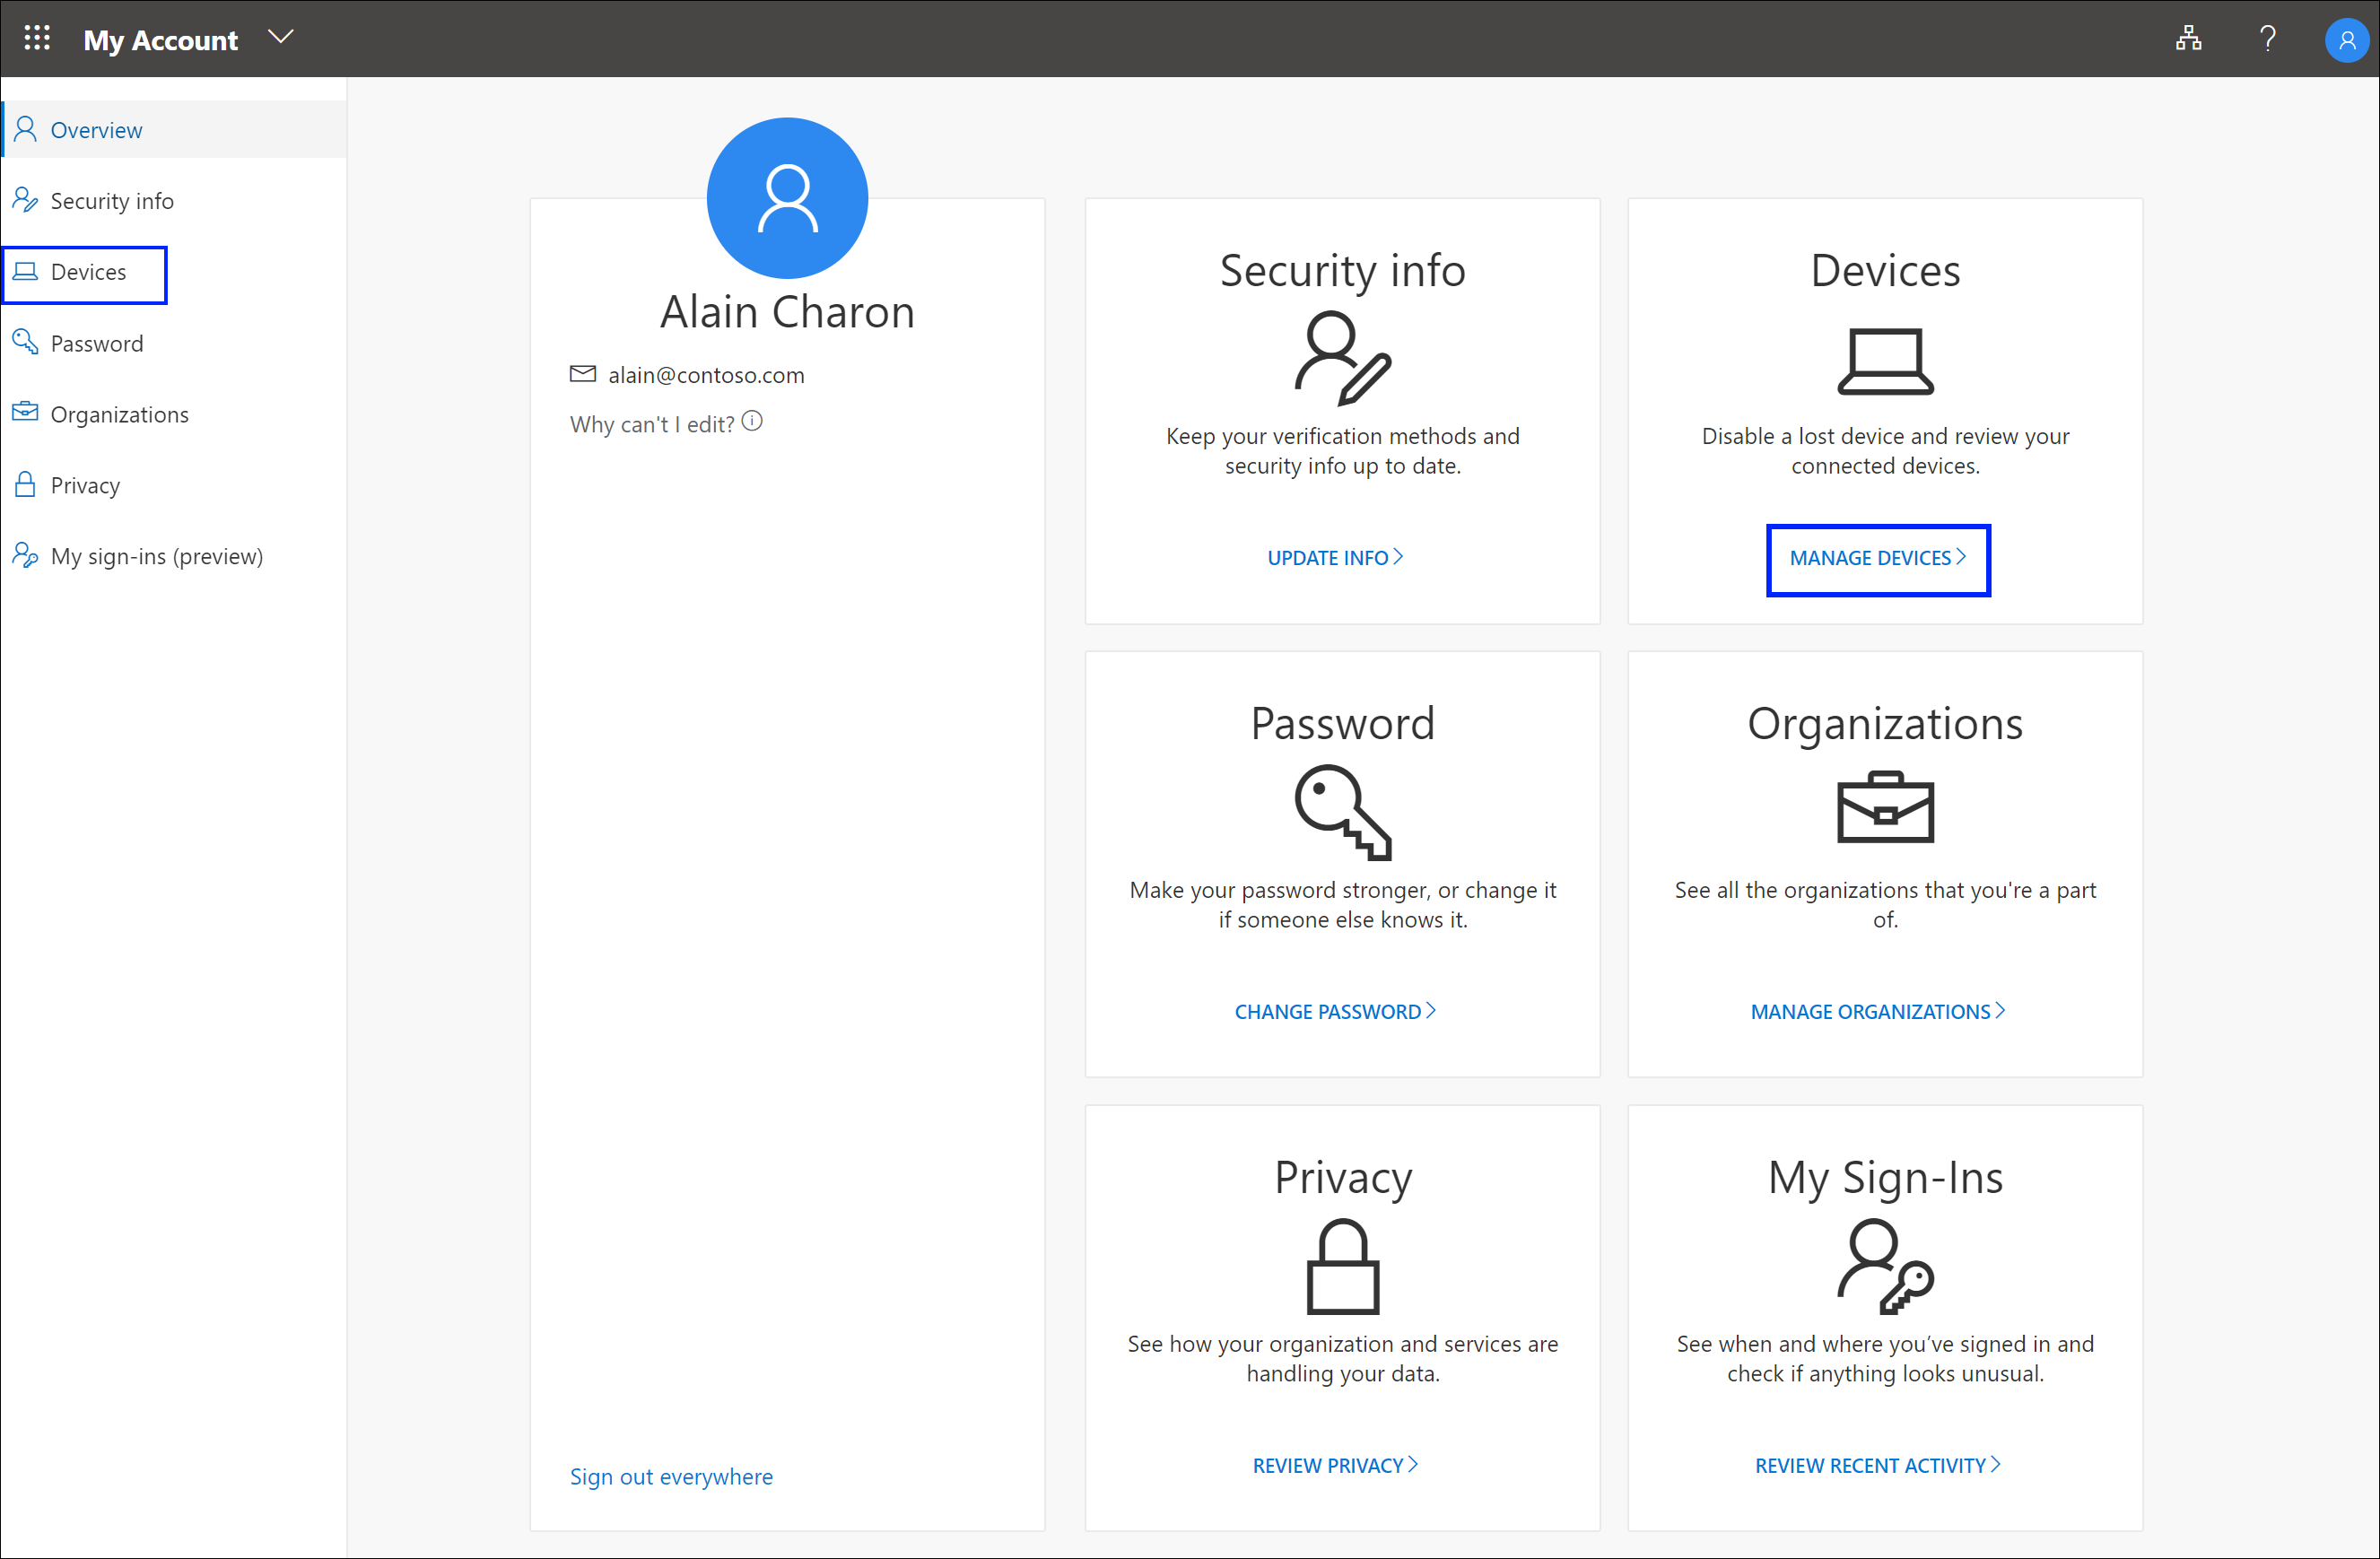 My Account
Overview
Security info
Devices
Password
Organizations
Privacy
My sign-ins (preview)
Alain Charon
alain@contoso.com
Why can't I edit?
Sign out everywhere
Security info
Keep your verification methods and
security info up to date.
UPDATE INFO
Devices
Disable a lost device and review your
connected devices.
MANAGE DEVICES
Password
Make your password stronger, or change it
if someone else knows it.
CHANGE PASSWORD
Organizations
See all the organizations that you're a part
of.
MANAGE ORGANIZATIONS
Privacy
See how your organization and services are
handling your data.
REVIEW PRIVACY
My Sign-Ins
See when and where you’ve signed in and
check if anything looks unusual.
REVIEW RECENT ACTIVITY